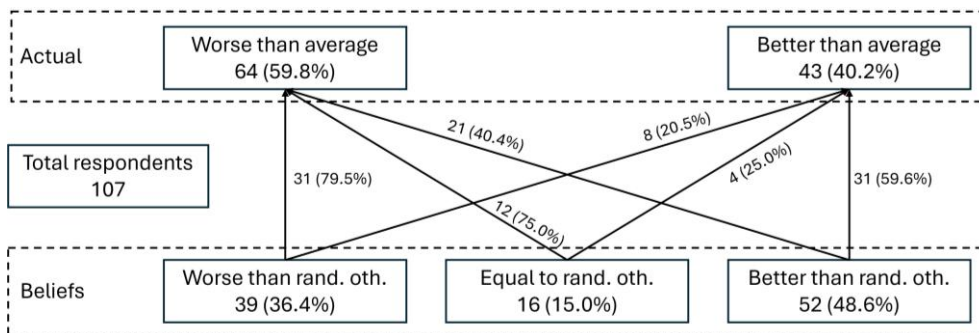 Actual
Worse than average
64 (59.8%)
Better than average
43 (40.2%)
21 (40.4%)
8 (20.5%)
Total respondents
107
31 (79.5%)
12 (75.0%)
4 (25.0%)
31 (59.6%)
Beliefs
Worse than rand. oth.
39 (36.4%)
Equal to rand. oth.
16 (15.0%)
Better than rand. oth.
52 (48.6%)